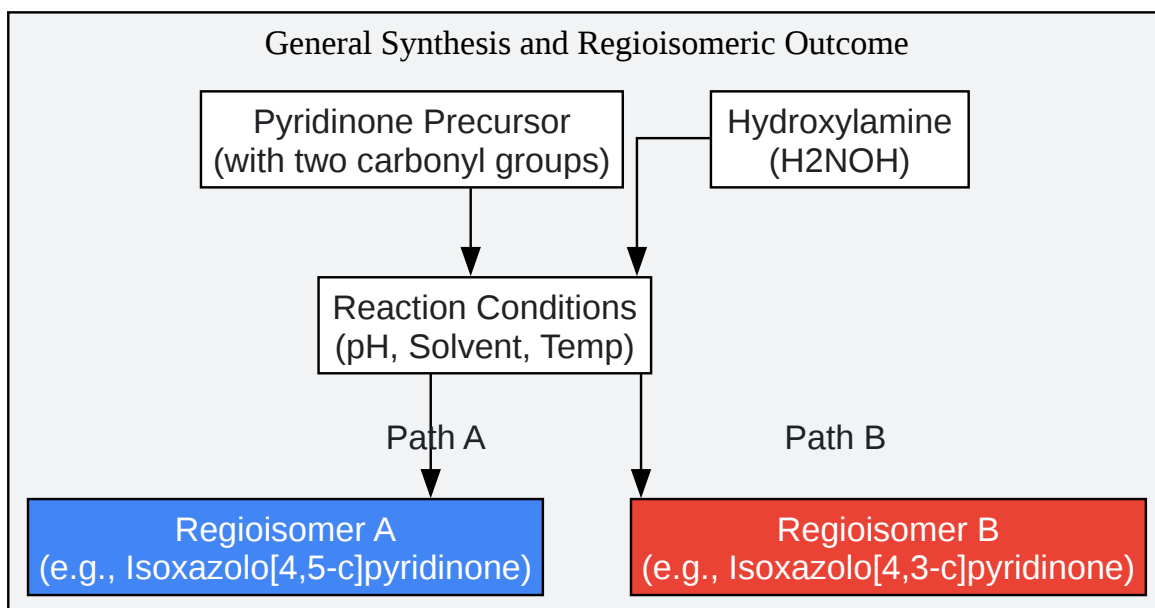 General Synthesis and Regioisomeric Outcome
Pyridinone Precursor
(with two carbonyl groups)
Hydroxylamine
(H2NOH)
Reaction Conditions
(pH, Solvent, Temp)
Path A
Path B
Regioisomer A
(e.g., Isoxazolo[4,5-c]pyridinone)
Regioisomer B
(e.g., Isoxazolo[4,3-c]pyridinone)